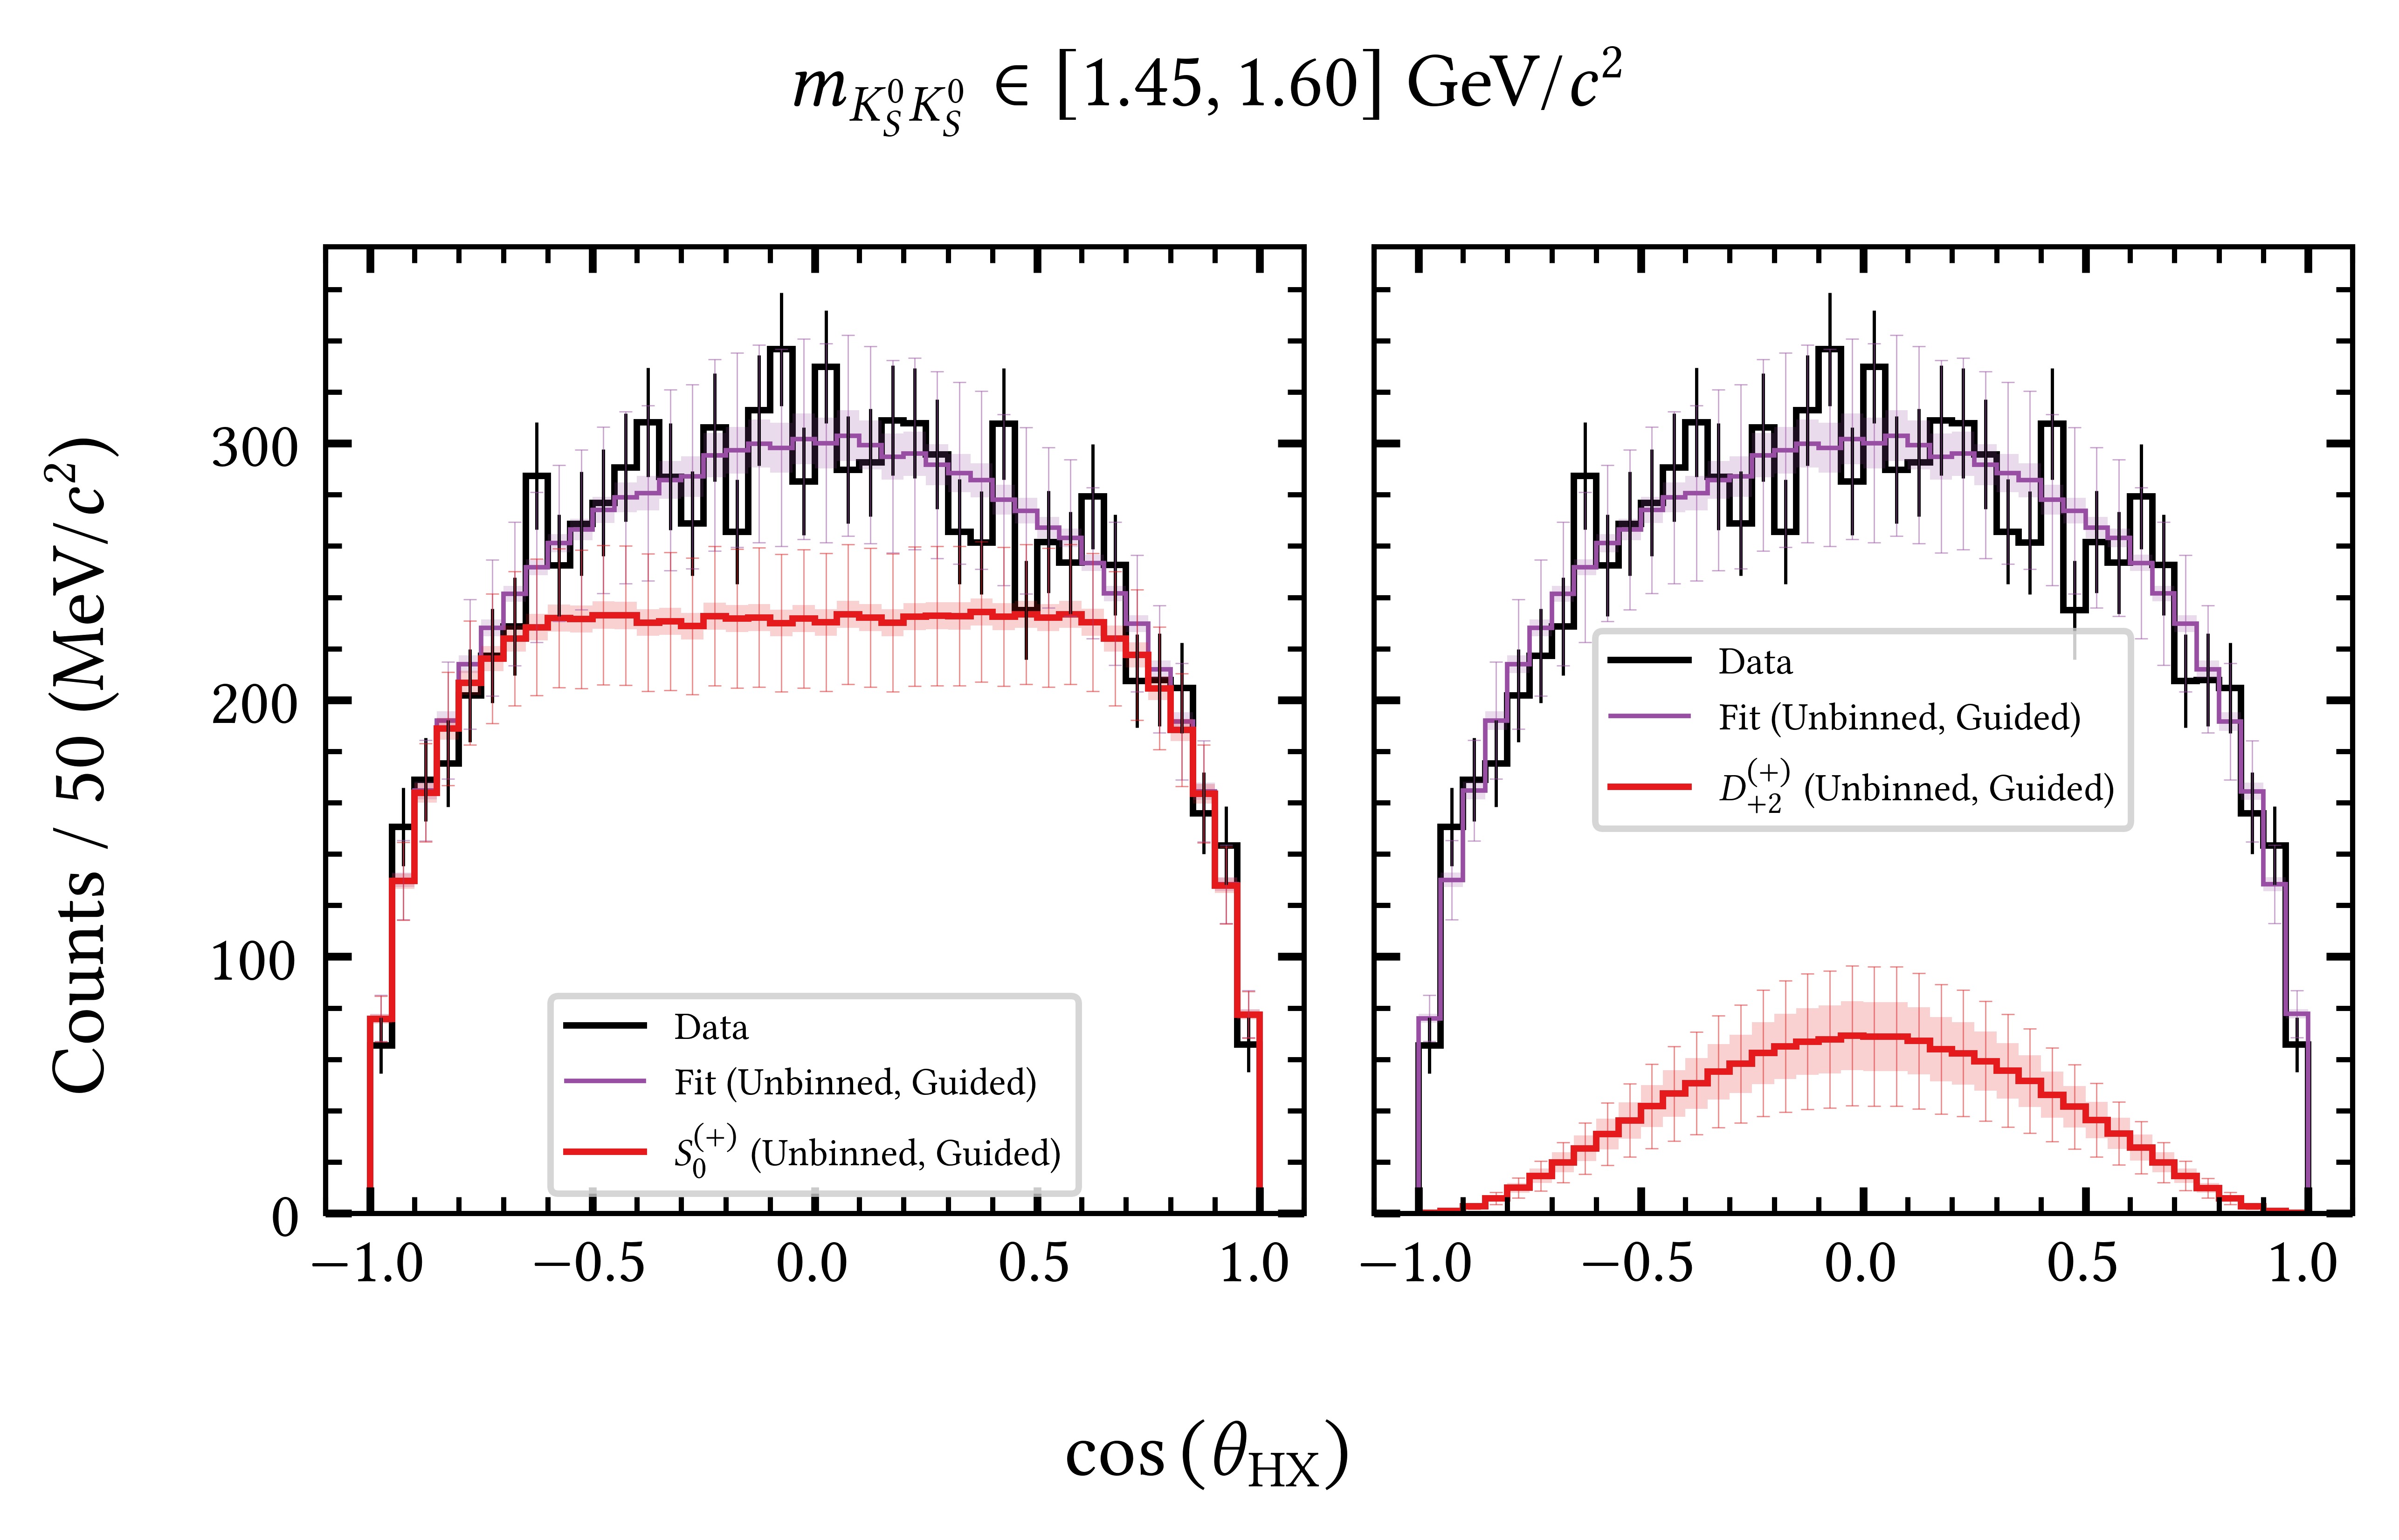 m_{K_S^0 K_S^0} ∈ [1.45, 1.60] GeV/c²
Counts / 50 (MeV/c²)
300
200
100
0
Data
Fit (Unbinned, Guided)
S_0^{(+)} (Unbinned, Guided)
−1.0 −0.5 0.0 0.5 1.0
Data
Fit (Unbinned, Guided)
D_{+2}^{(+)} (Unbinned, Guided)
−1.0 −0.5 0.0 0.5 1.0
cos (θ_{HX})